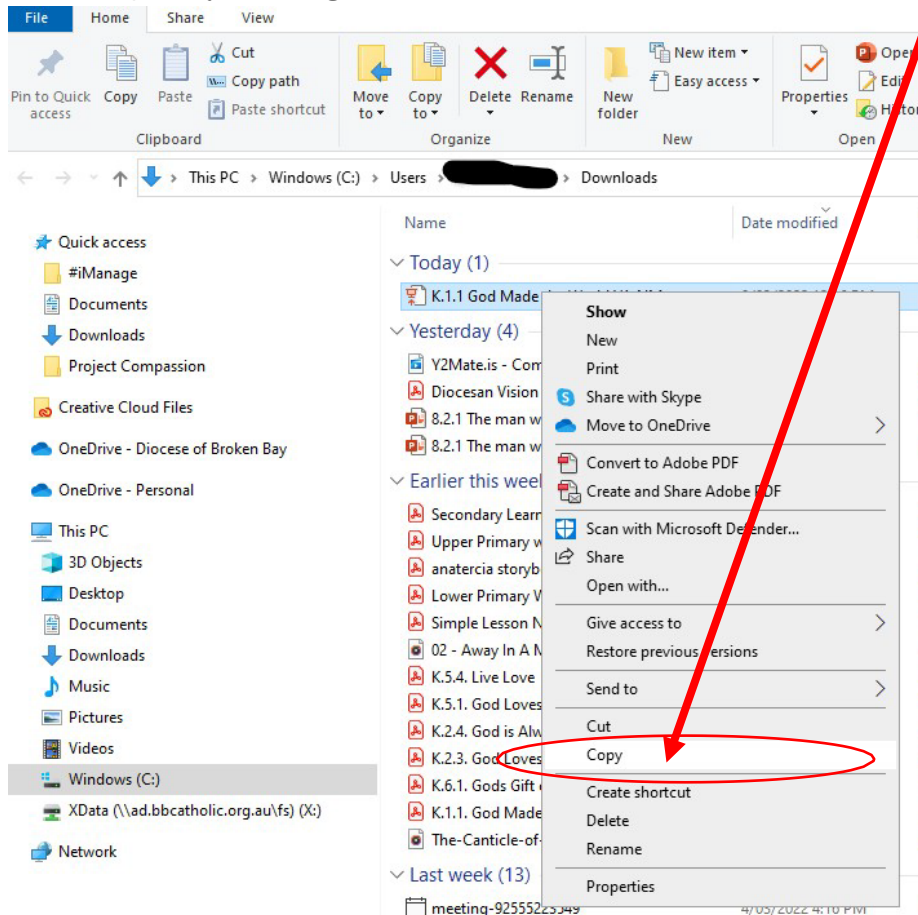 File Home Share View
Pin to Quick access
Copy
Paste
Cut
Copy path
Paste shortcut
Clipboard
Move to
Copy to
Delete
Rename
Organize
New folder
New item
Easy access
New
Properties
Open
Edit
Open
This PC > Windows (C:) > Users > > Downloads
Name Date modified
Quick access
#iManage
Documents
Downloads
Project Compassion
Creative Cloud Files
OneDrive - Diocese of Broken Bay
OneDrive - Personal
This PC
3D Objects
Desktop
Documents
Downloads
Music
Pictures
Videos
Windows (C:)
XData (\\ad.bbcatholic.org.au\fs) (X:)
Network
Today (1)
K.1.1 God Made
Yesterday (4)
Y2Mate.is - Com
Diocesan Vision
8.2.1 The man w
8.2.1 The man w
Earlier this week
Secondary Learn
Upper Primary w
anatercia storyb
Lower Primary W
Simple Lesson N
02 - Away In A M
K.5.4. Live Love
K.5.1. God Loves
K.2.4. God is Alw
K.2.3. God Loves
K.6.1. Gods Gift
K.1.1. God Made
The-Canticle-of-
Last week (13)
meeting-92555223549 4/03/2022 4:16 PM
Show
New
Print
Share with Skype
Move to OneDrive
Convert to Adobe PDF
Create and Share Adobe PDF
Scan with Microsoft Defender...
Share
Open with...
Give access to
Restore previous versions
Send to
Cut
Copy
Create shortcut
Delete
Rename
Properties